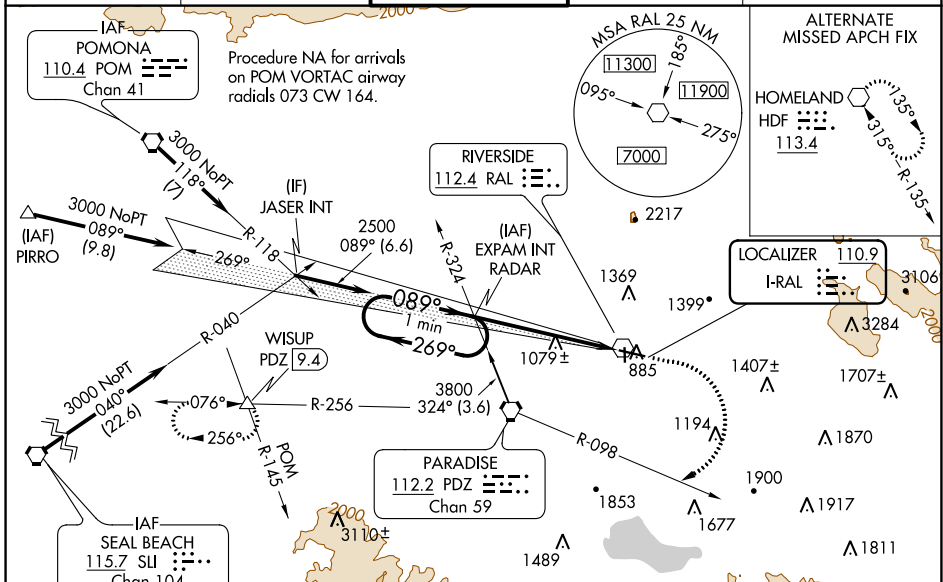 2000
IAF
POMONA
110.4 POM
Chan 41
Procedure NA for arrivals
on POM VORTAC airway
radials 073 CW 164.
MSA RAL 25 NM
11300
185°
11900
095°
275°
7000
ALTERNATE
MISSED APCH FIX
HOMELAND
HDF
113.4
135°
315°
R-135
3000 NoPT
118°
(7)
RIVERSIDE
112.4 RAL
(IF)
JASER INT
3000 NoPT
089°
(9.8)
(IAF)
PIRRO
R-118
269°
2500
089° (6.6)
R-324
(IAF)
EXPAM INT
RADAR
2217
LOCALIZER 110.9
I-RAL
1369
1399
3106
2000
3284
089°
1 min
269°
1079±
885
1407±
1707±
R-040
WISUP
PDZ 9.4
3000 NoPT
040°
(22.6)
076°
256°
R-256
3800
324° (3.6)
1194
1870
POM
R-145
R-098
PARADISE
112.2 PDZ
Chan 59
1853
1900
1677
1917
2000
3110±
1489
1811
IAF
SEAL BEACH
115.7 SLI
Chan 104